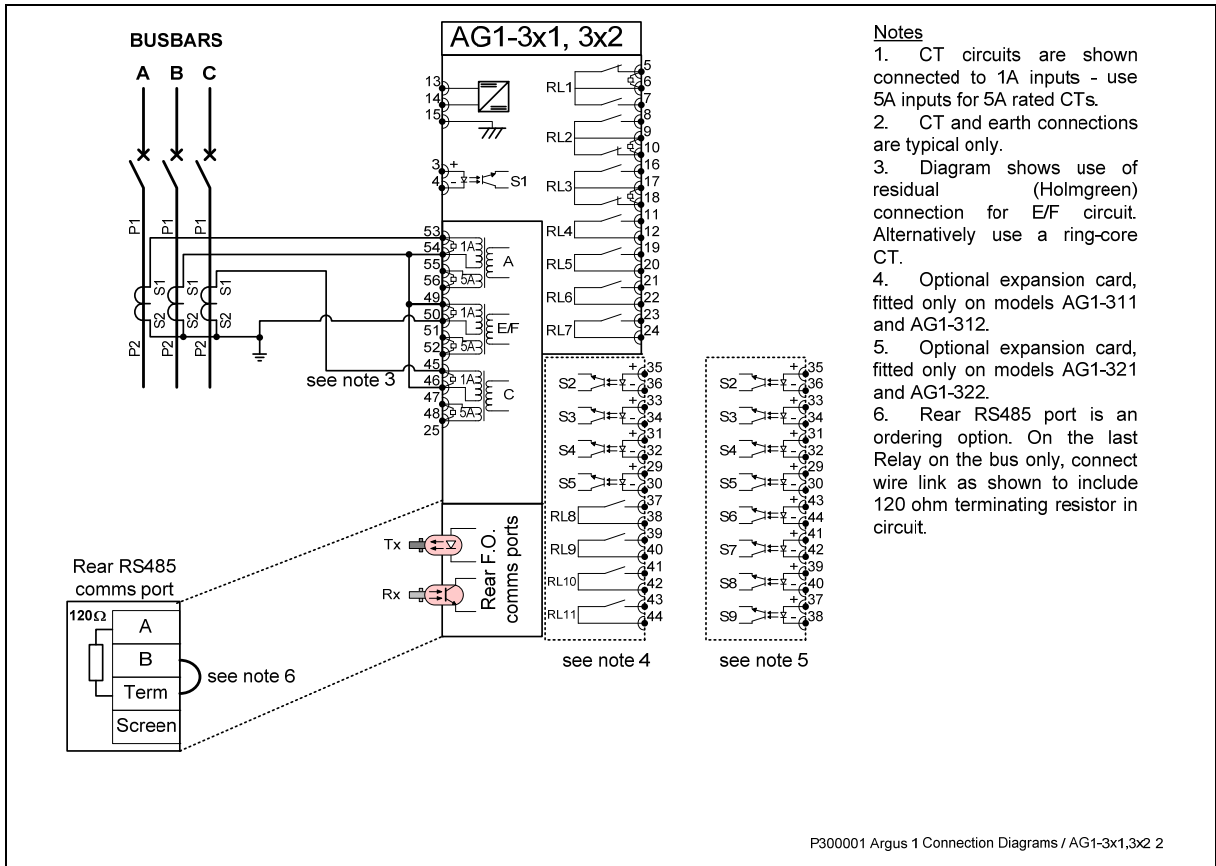 BUSBARS
A B C
P1 P1
S1 S1
S2 S2
P2 P2
AG1-3x1, 3x2
13
14
15
3 +
4 -
S1
53
54 1A
55 A
56 5A
49
50 1A
51 E/F
52 5A
45
46 1A
47 C
48 5A
25
see note 3
RL1 5
6
7
RL2 8
9
10
RL3 16
17
18
RL4 11
12
RL5 19
20
RL6 21
22
RL7 23
24
S2 + 35
- 36
S3 + 33
- 34
S4 + 31
- 32
S5 + 29
- 30
RL8 37
38
RL9 39
40
RL10 41
42
RL11 43
44
see note 4
S2 + 35
- 36
S3 + 33
- 34
S4 + 31
- 32
S5 + 29
- 30
S6 + 43
- 44
S7 + 41
- 42
S8 + 39
- 40
S9 + 37
- 38
see note 5
Tx
Rx
Rear F.O.
comms ports
Rear RS485
comms port
120Ω
A
B
Term
Screen
see note 6
Notes
1. CT circuits are shown
connected to 1A inputs - use
5A inputs for 5A rated CTs.
2. CT and earth connections
are typical only.
3. Diagram shows use of
residual (Holmgreen)
connection for E/F circuit.
Alternatively use a ring-core
CT.
4. Optional expansion card,
fitted only on models AG1-311
and AG1-312.
5. Optional expansion card,
fitted only on models AG1-321
and AG1-322.
6. Rear RS485 port is an
ordering option. On the last
Relay on the bus only, connect
wire link as shown to include
120 ohm terminating resistor in
circuit.
P300001 Argus 1 Connection Diagrams / AG1-3x1,3x2 2